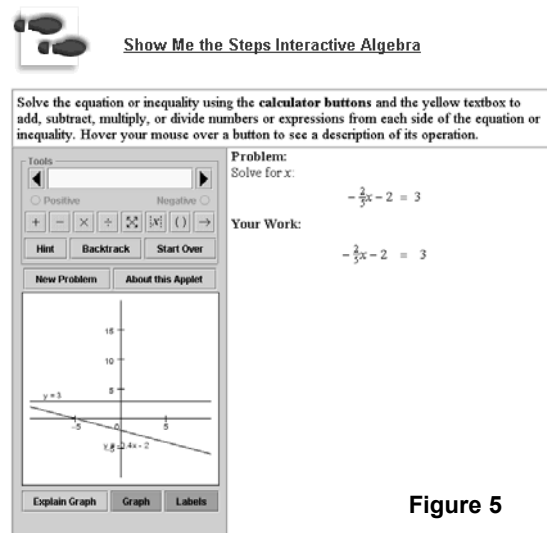 Show Me the Steps Interactive Algebra
Solve the equation or inequality using the calculator buttons and the yellow textbox to
add, subtract, multiply, or divide numbers or expressions from each side of the equation or
inequality. Hover your mouse over a button to see a description of its operation.
Tools
Positive Negative
+ − × ÷ |x| ( ) →
Hint Backtrack Start Over
New Problem About this Applet
Problem:
Solve for x:
−2/5x − 2 = 3
Your Work:
−2/5x − 2 = 3
15
10
5
y = 3
-5 0 5
-0.4x - 2
Explain Graph Graph Labels
Figure 5